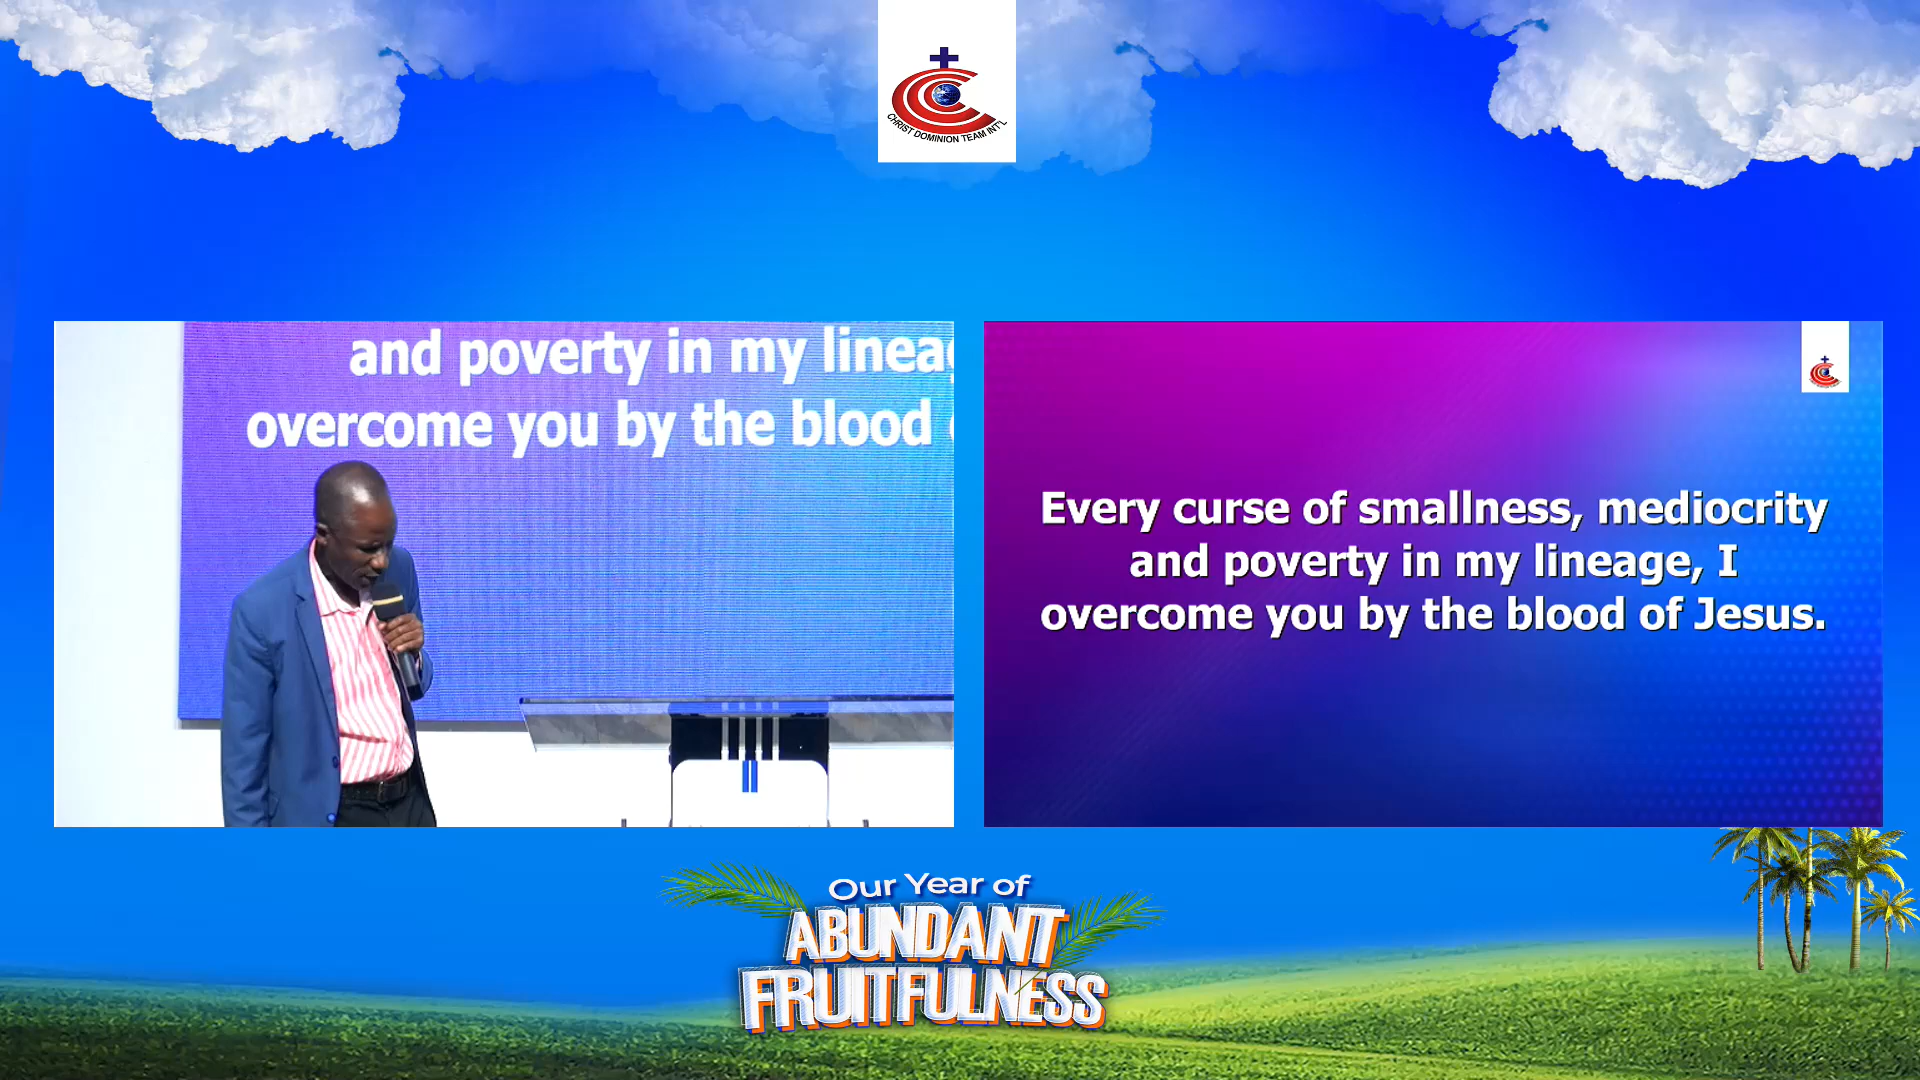 CHRIST DOMINION TEAM INT'L
and poverty in my lineag
overcome you by the blood
Every curse of smallness, mediocrity
and poverty in my lineage, I
overcome you by the blood of Jesus.
Our Year of
ABUNDANT
FRUITFULNESS